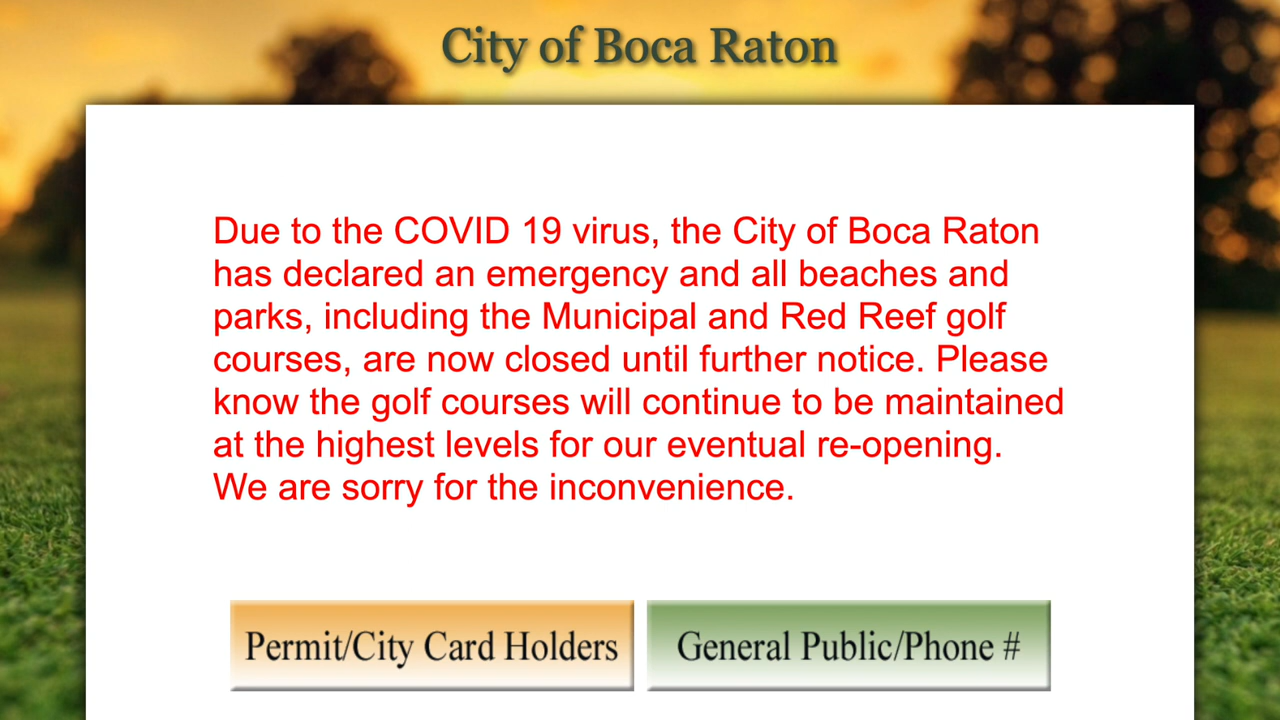 City of Boca Raton
Due to the COVID 19 virus, the City of Boca Raton
has declared an emergency and all beaches and
parks, including the Municipal and Red Reef golf
courses, are now closed until further notice. Please
know the golf courses will continue to be maintained
at the highest levels for our eventual re-opening.
We are sorry for the inconvenience.
Permit/City Card Holders
General Public/Phone #